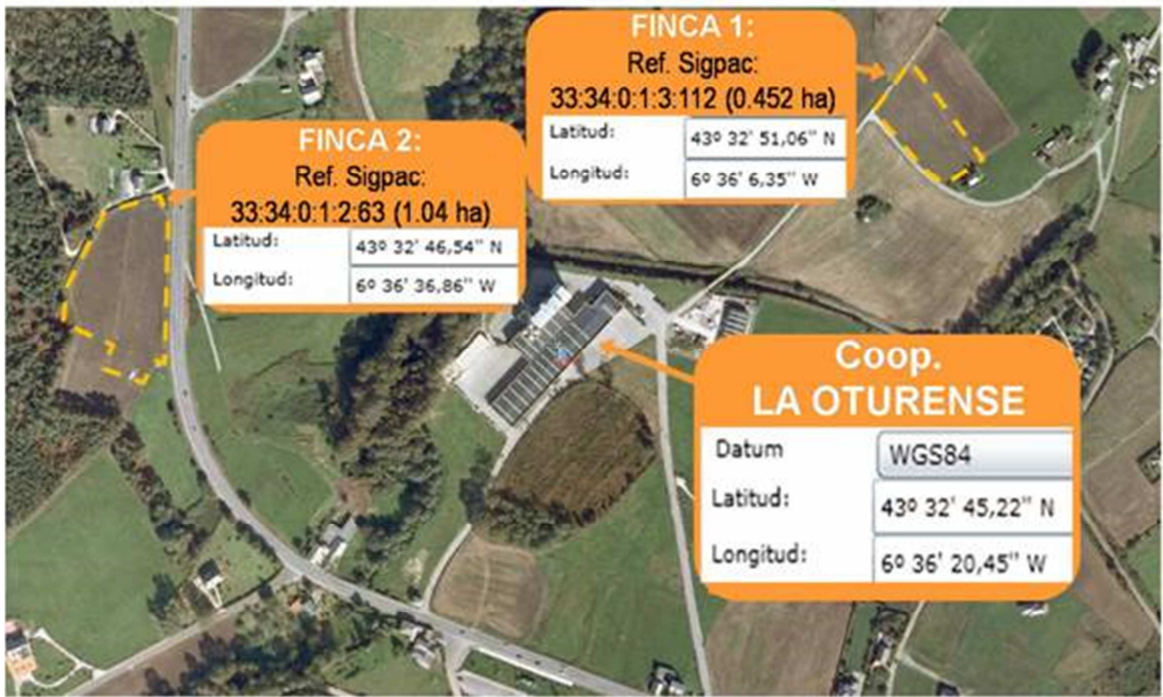 FINCA 1:
Ref. Sigpac:
33:34:0:1:3:112 (0.452 ha)
Latitud: 43º 32' 51,06'' N
Longitud: 6º 36' 6,35'' W
FINCA 2:
Ref. Sigpac:
33:34:0:1:2:63 (1.04 ha)
Latitud: 43º 32' 46,54'' N
Longitud: 6º 36' 36,86'' W
Coop.
LA OTURENSE
Datum WGS84
Latitud: 43º 32' 45,22'' N
Longitud: 6º 36' 20,45'' W